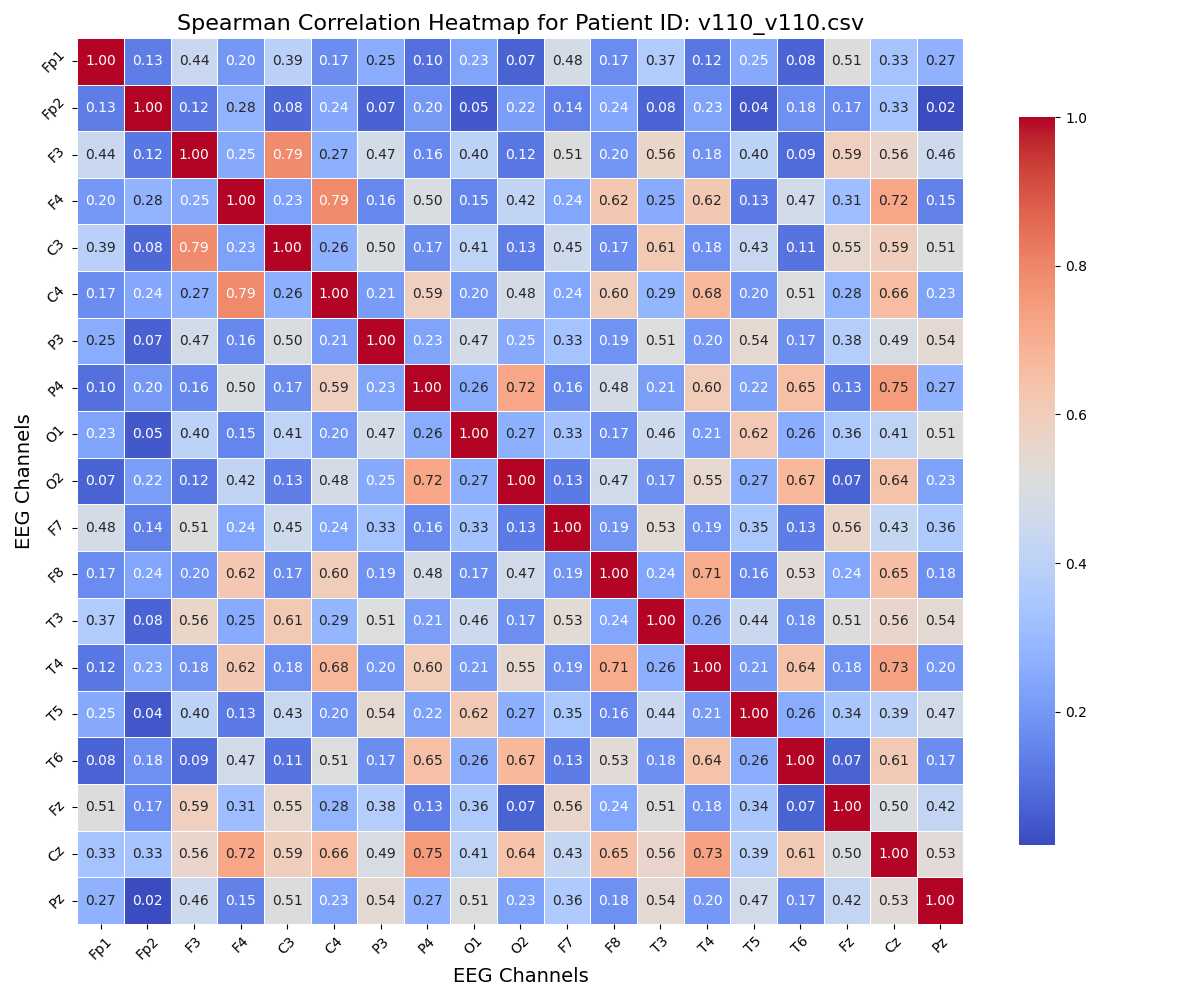 Spearman Correlation Heatmap for Patient ID: v110_v110.csv
Fp1 1.00 0.13 0.44 0.20 0.39 0.17 0.25 0.10 0.23 0.07 0.48 0.17 0.37 0.12 0.25 0.08 0.51 0.33 0.27
Fp2 0.13 1.00 0.12 0.28 0.08 0.24 0.07 0.20 0.05 0.22 0.14 0.24 0.08 0.23 0.04 0.18 0.17 0.33 0.02
F3 0.44 0.12 1.00 0.25 0.79 0.27 0.47 0.16 0.40 0.12 0.51 0.20 0.56 0.18 0.40 0.09 0.59 0.56 0.46
F4 0.20 0.28 0.25 1.00 0.23 0.79 0.16 0.50 0.15 0.42 0.24 0.62 0.25 0.62 0.13 0.47 0.31 0.72 0.15
C3 0.39 0.08 0.79 0.23 1.00 0.26 0.50 0.17 0.41 0.13 0.45 0.17 0.61 0.18 0.43 0.11 0.55 0.59 0.51
C4 0.17 0.24 0.27 0.79 0.26 1.00 0.21 0.59 0.20 0.48 0.24 0.60 0.29 0.68 0.20 0.51 0.28 0.66 0.23
P3 0.25 0.07 0.47 0.16 0.50 0.21 1.00 0.23 0.47 0.25 0.33 0.19 0.51 0.20 0.54 0.17 0.38 0.49 0.54
P4 0.10 0.20 0.16 0.50 0.17 0.59 0.23 1.00 0.26 0.72 0.16 0.48 0.21 0.60 0.22 0.65 0.13 0.75 0.27
O1 0.23 0.05 0.40 0.15 0.41 0.20 0.47 0.26 1.00 0.27 0.33 0.17 0.46 0.21 0.62 0.26 0.36 0.41 0.51
O2 0.07 0.22 0.12 0.42 0.13 0.48 0.25 0.72 0.27 1.00 0.13 0.47 0.17 0.55 0.27 0.67 0.07 0.64 0.23
F7 0.48 0.14 0.51 0.24 0.45 0.24 0.33 0.16 0.33 0.13 1.00 0.19 0.53 0.19 0.35 0.13 0.56 0.43 0.36
F8 0.17 0.24 0.20 0.62 0.17 0.60 0.19 0.48 0.17 0.47 0.19 1.00 0.24 0.71 0.16 0.53 0.24 0.65 0.18
T3 0.37 0.08 0.56 0.25 0.61 0.29 0.51 0.21 0.46 0.17 0.53 0.24 1.00 0.26 0.44 0.18 0.51 0.56 0.54
T4 0.12 0.23 0.18 0.62 0.18 0.68 0.20 0.60 0.21 0.55 0.19 0.71 0.26 1.00 0.21 0.64 0.18 0.73 0.20
T5 0.25 0.04 0.40 0.13 0.43 0.20 0.54 0.22 0.62 0.27 0.35 0.16 0.44 0.21 1.00 0.26 0.34 0.39 0.47
T6 0.08 0.18 0.09 0.47 0.11 0.51 0.17 0.65 0.26 0.67 0.13 0.53 0.18 0.64 0.26 1.00 0.07 0.61 0.17
Fz 0.51 0.17 0.59 0.31 0.55 0.28 0.38 0.13 0.36 0.07 0.56 0.24 0.51 0.18 0.34 0.07 1.00 0.50 0.42
Cz 0.33 0.33 0.56 0.72 0.59 0.66 0.49 0.75 0.41 0.64 0.43 0.65 0.56 0.73 0.39 0.61 0.50 1.00 0.53
Pz 0.27 0.02 0.46 0.15 0.51 0.23 0.54 0.27 0.51 0.23 0.36 0.18 0.54 0.20 0.47 0.17 0.42 0.53 1.00
Fp1 Fp2 F3 F4 C3 C4 P3 P4 O1 O2 F7 F8 T3 T4 T5 T6 Fz Cz Pz
EEG Channels
EEG Channels
1.0
0.8
0.6
0.4
0.2